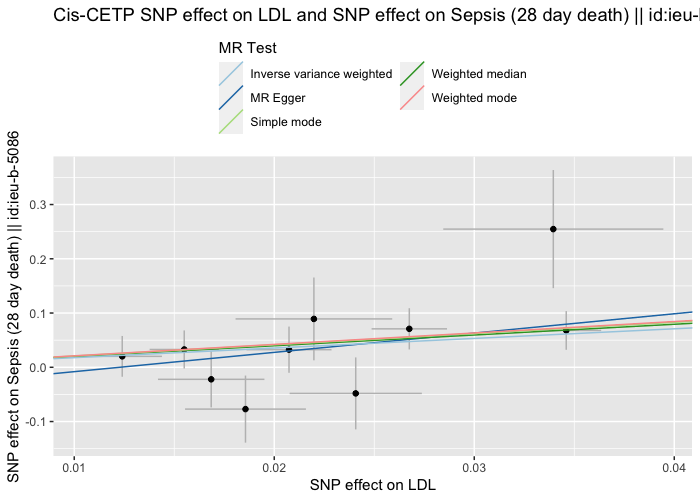 Cis-CETP SNP effect on LDL and SNP effect on Sepsis (28 day death) || id:ieu-
MR Test
Inverse variance weighted
Weighted median
MR Egger
Weighted mode
Simple mode
SNP effect on Sepsis (28 day death) || id:ieu-b-5086
0.3
0.2
0.1
0.0
-0.1
0.01 0.02 0.03 0.04
SNP effect on LDL